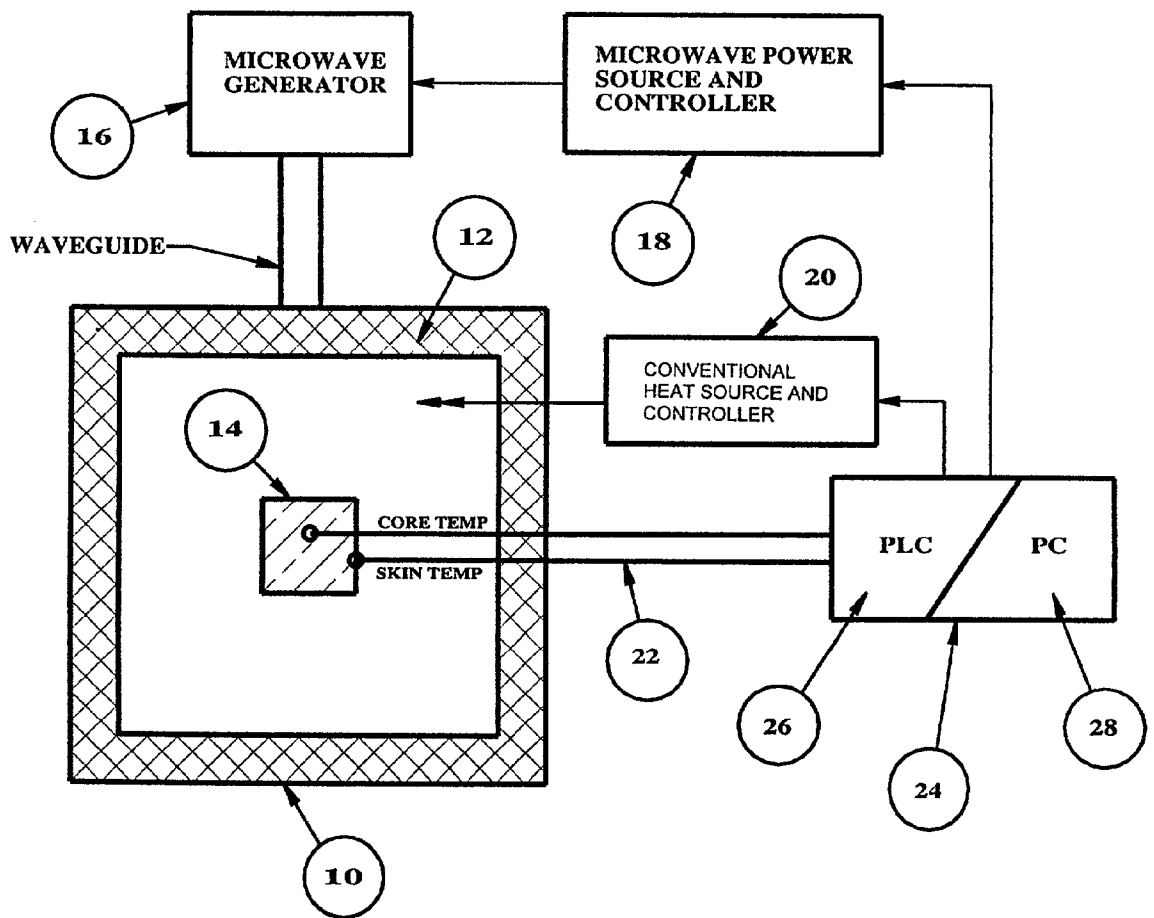 MICROWAVE
GENERATOR
MICROWAVE POWER
SOURCE AND
CONTROLLER
16
18
WAVEGUIDE
12
20
CONVENTIONAL
HEAT SOURCE AND
CONTROLLER
14
CORE TEMP
SKIN TEMP
PLC
PC
22
26
28
24
10